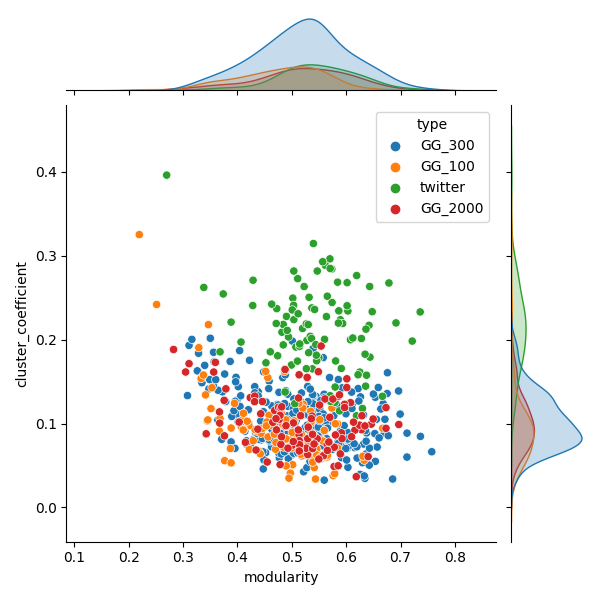 type
GG_300
GG_100
twitter
GG_2000
cluster_coefficient
0.4
0.3
0.2
0.1
0.0
0.1 0.2 0.3 0.4 0.5 0.6 0.7 0.8
modularity